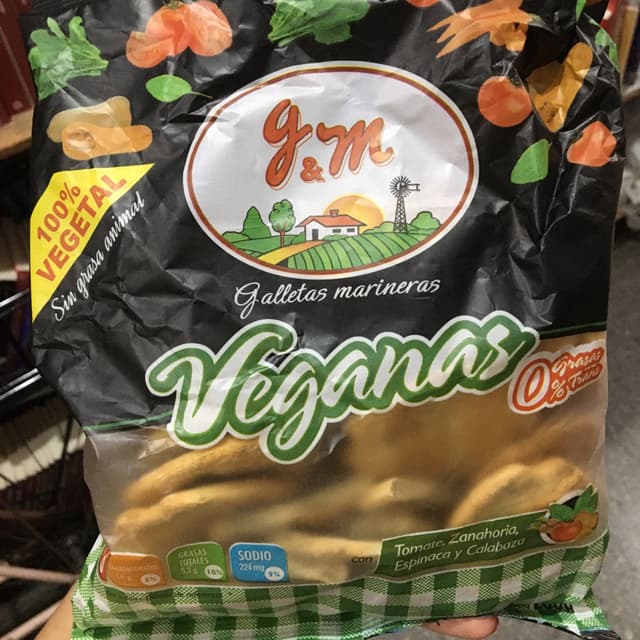 g & m
100%
VEGETAL
Sin grasa animal
Galletas marineras
Veganas
0% Grasas
Trans
GRASAS
TOTALES
10%
SODIO
224 mg
9%
con
Tomate, Zanahoria,
Espinaca y Calabaza